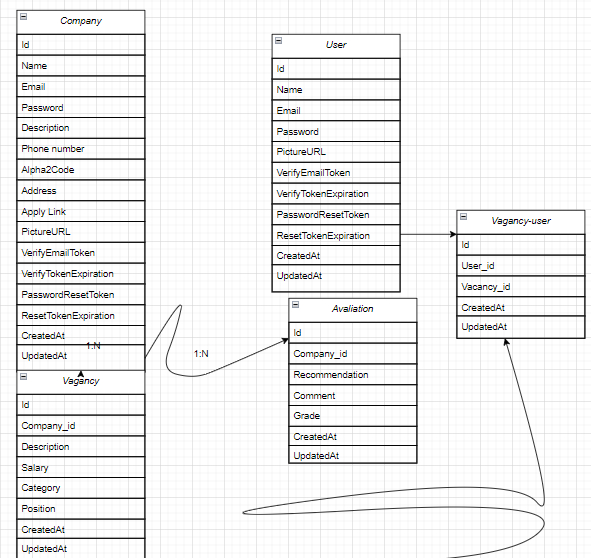 Company
Id
Name
Email
Password
Description
Phone number
Alpha2Code
Address
Apply Link
PictureURL
VerifyEmailToken
VerifyTokenExpiration
PasswordResetToken
ResetTokenExpiration
CreatedAt
1:N
UpdatedAt
Vagancy
Id
Company_id
Description
Salary
Category
Position
CreatedAt
UpdatedAt
1:N
User
Id
Name
Email
Password
PictureURL
VerifyEmailToken
VerifyTokenExpiration
PasswordResetToken
ResetTokenExpiration
CreatedAt
UpdatedAt
Avaliation
Id
Company_id
Recommendation
Comment
Grade
CreatedAt
UpdatedAt
Vagancy-user
Id
User_id
Vacancy_id
CreatedAt
UpdatedAt